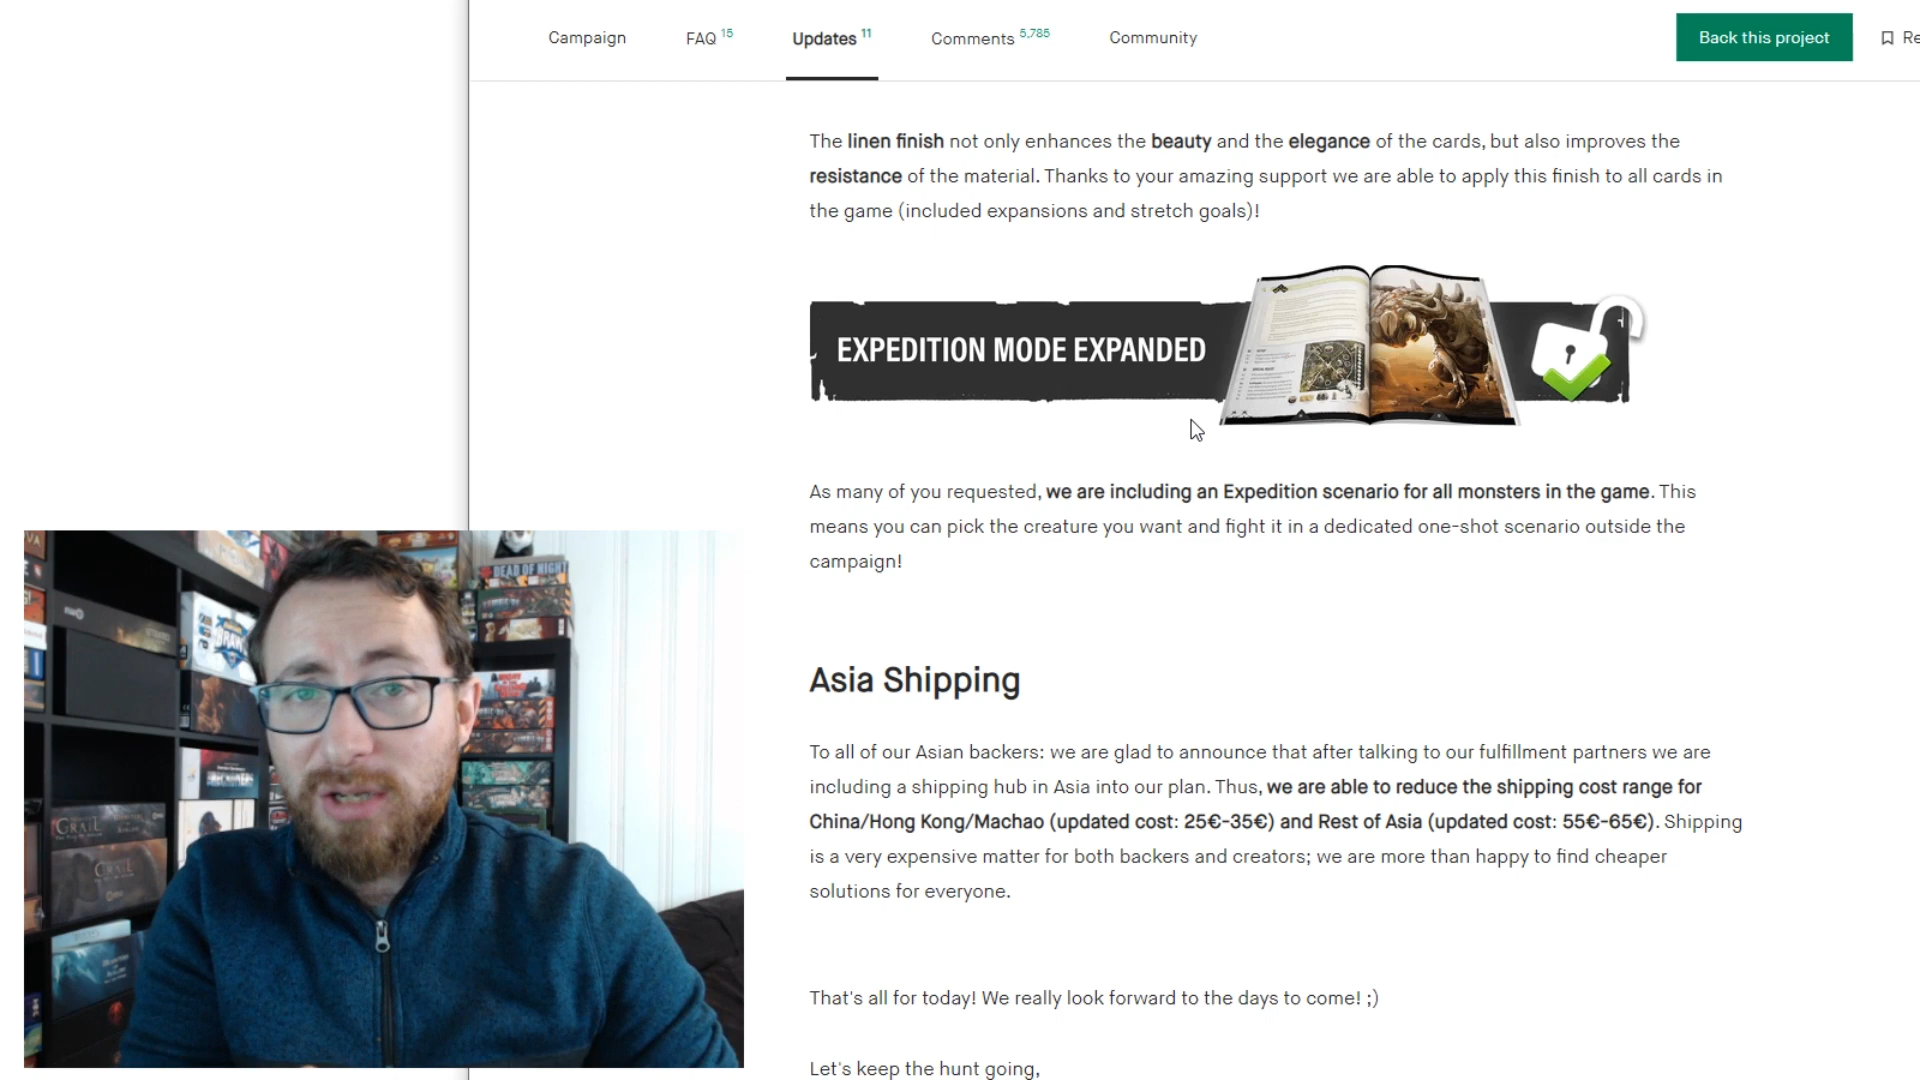 Campaign
FAQ 15
Updates 11
Comments 5,785
Community
Back this project
Re
The linen finish not only enhances the beauty and the elegance of the cards, but also improves the
resistance of the material. Thanks to your amazing support we are able to apply this finish to all cards in
the game (included expansions and stretch goals)!
EXPEDITION MODE EXPANDED
As many of you requested, we are including an Expedition scenario for all monsters in the game. This
means you can pick the creature you want and fight it in a dedicated one-shot scenario outside the
campaign!
Asia Shipping
To all of our Asian backers: we are glad to announce that after talking to our fulfillment partners we are
including a shipping hub in Asia into our plan. Thus, we are able to reduce the shipping cost range for
China/Hong Kong/Machao (updated cost: 25€-35€) and Rest of Asia (updated cost: 55€-65€). Shipping
is a very expensive matter for both backers and creators; we are more than happy to find cheaper
solutions for everyone.
That's all for today! We really look forward to the days to come! ;)
Let's keep the hunt going,
DEAD OF NIGHT
GRAIL
GRAIL